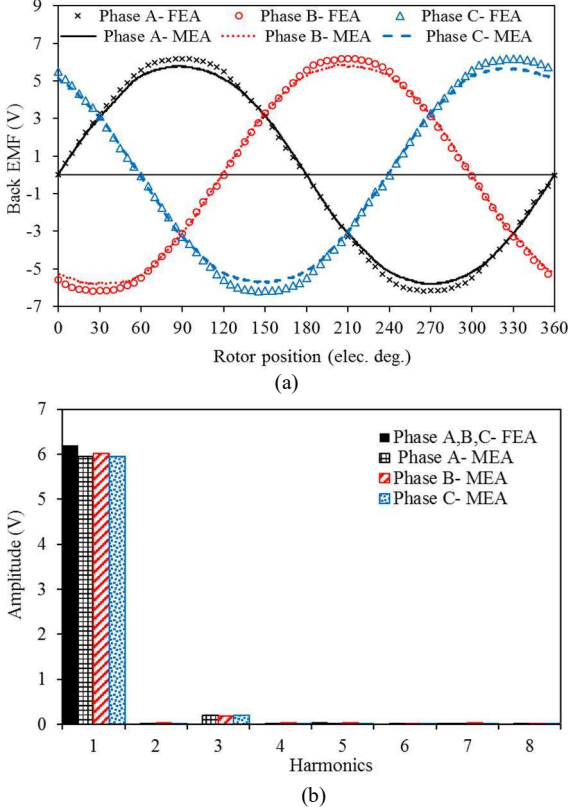 Phase A- FEA Phase B- FEA Phase C- FEA
Phase A- MEA Phase B- MEA Phase C- MEA
9
7
5
3
1
-1
-3
-5
-7
Back EMF (V)
0 30 60 90 120 150 180 210 240 270 300 330 360
Rotor position (elec. deg.)
(a)
7
6
5
4
3
2
1
0
Amplitude (V)
Phase A,B,C- FEA
Phase A- MEA
Phase B- MEA
Phase C- MEA
1 2 3 4 5 6 7 8
Harmonics
(b)